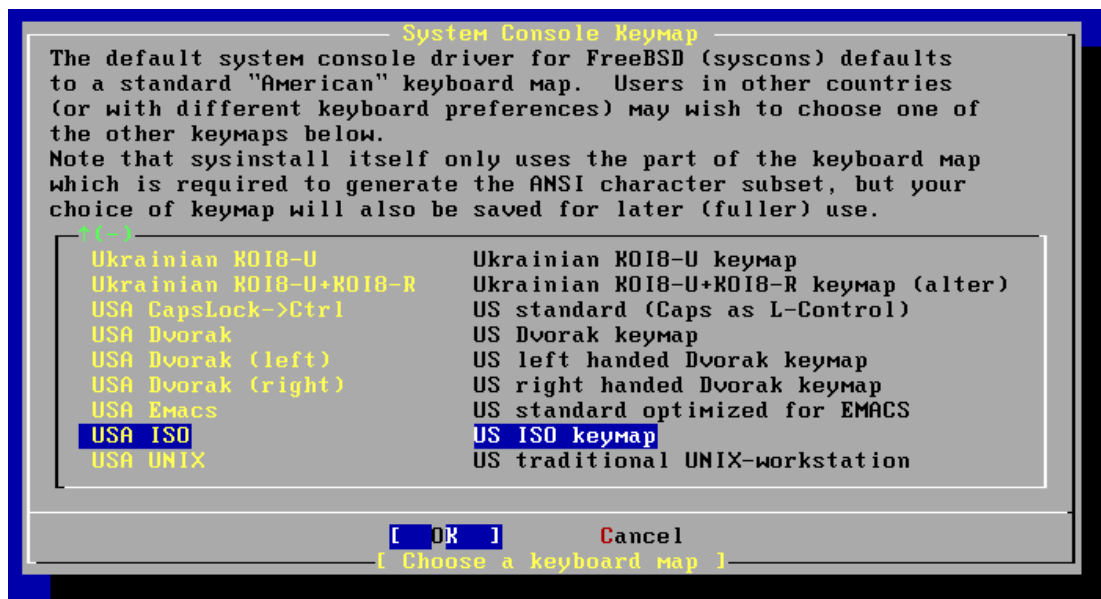 System Console Keymap
The default system console driver for FreeBSD (syscons) defaults
to a standard "American" keyboard map.  Users in other countries
(or with different keyboard preferences) may wish to choose one of
the other keymaps below.
Note that sysinstall itself only uses the part of the keyboard map
which is required to generate the ANSI character subset, but your
choice of keymap will also be saved for later (fuller) use.
↑(-)
Ukrainian KOI8-U Ukrainian KOI8-U keymap
Ukrainian KOI8-U+KOI8-R Ukrainian KOI8-U+KOI8-R keymap (alter)
USA CapsLock->Ctrl US standard (Caps as L-Control)
USA Dvorak US Dvorak keymap
USA Dvorak (left) US left handed Dvorak keymap
USA Dvorak (right) US right handed Dvorak keymap
USA Emacs US standard optimized for EMACS
USA ISO US ISO keymap
USA UNIX US traditional UNIX-workstation
[ OK ] Cancel
[ Choose a keyboard map ]